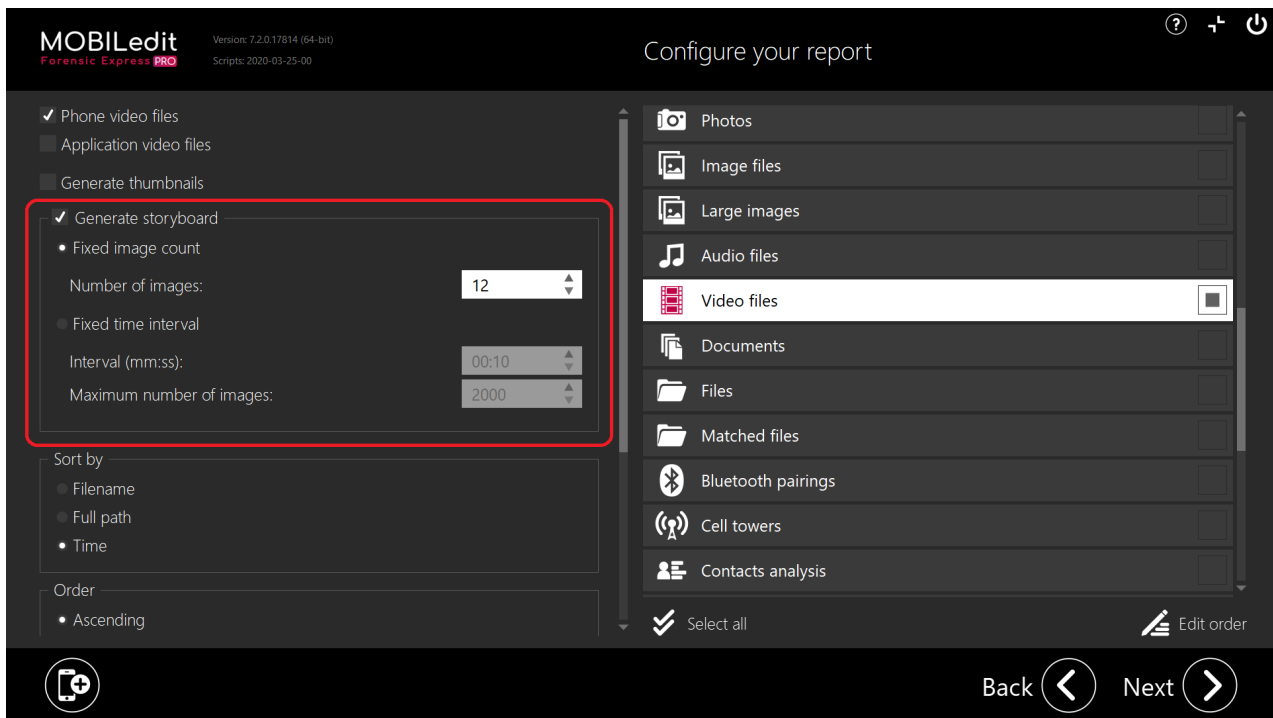 MOBILedit
Forensic Express PRO
Version: 7.2.0.17814 (64-bit)
Scripts: 2020-03-25-00
Configure your report
?
Phone video files
Application video files
Generate thumbnails
Generate storyboard
Fixed image count
Number of images: 12
Fixed time interval
Interval (mm:ss): 00:10
Maximum number of images: 2000
Sort by
Filename
Full path
Time
Order
Ascending
Photos
Image files
Large images
Audio files
Video files
Documents
Files
Matched files
Bluetooth pairings
Cell towers
Contacts analysis
Select all
Edit order
Back
Next